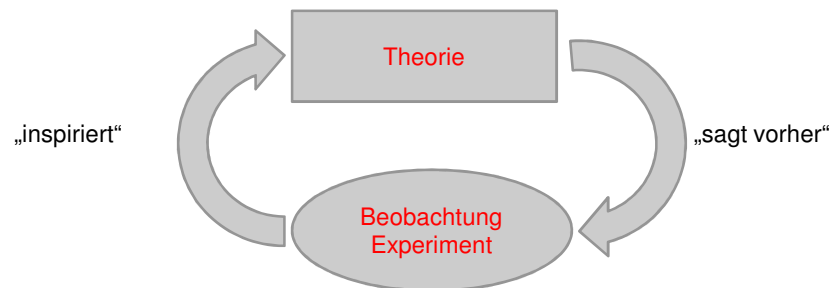 Theorie
„inspiriert“
„sagt vorher“
Beobachtung
Experiment